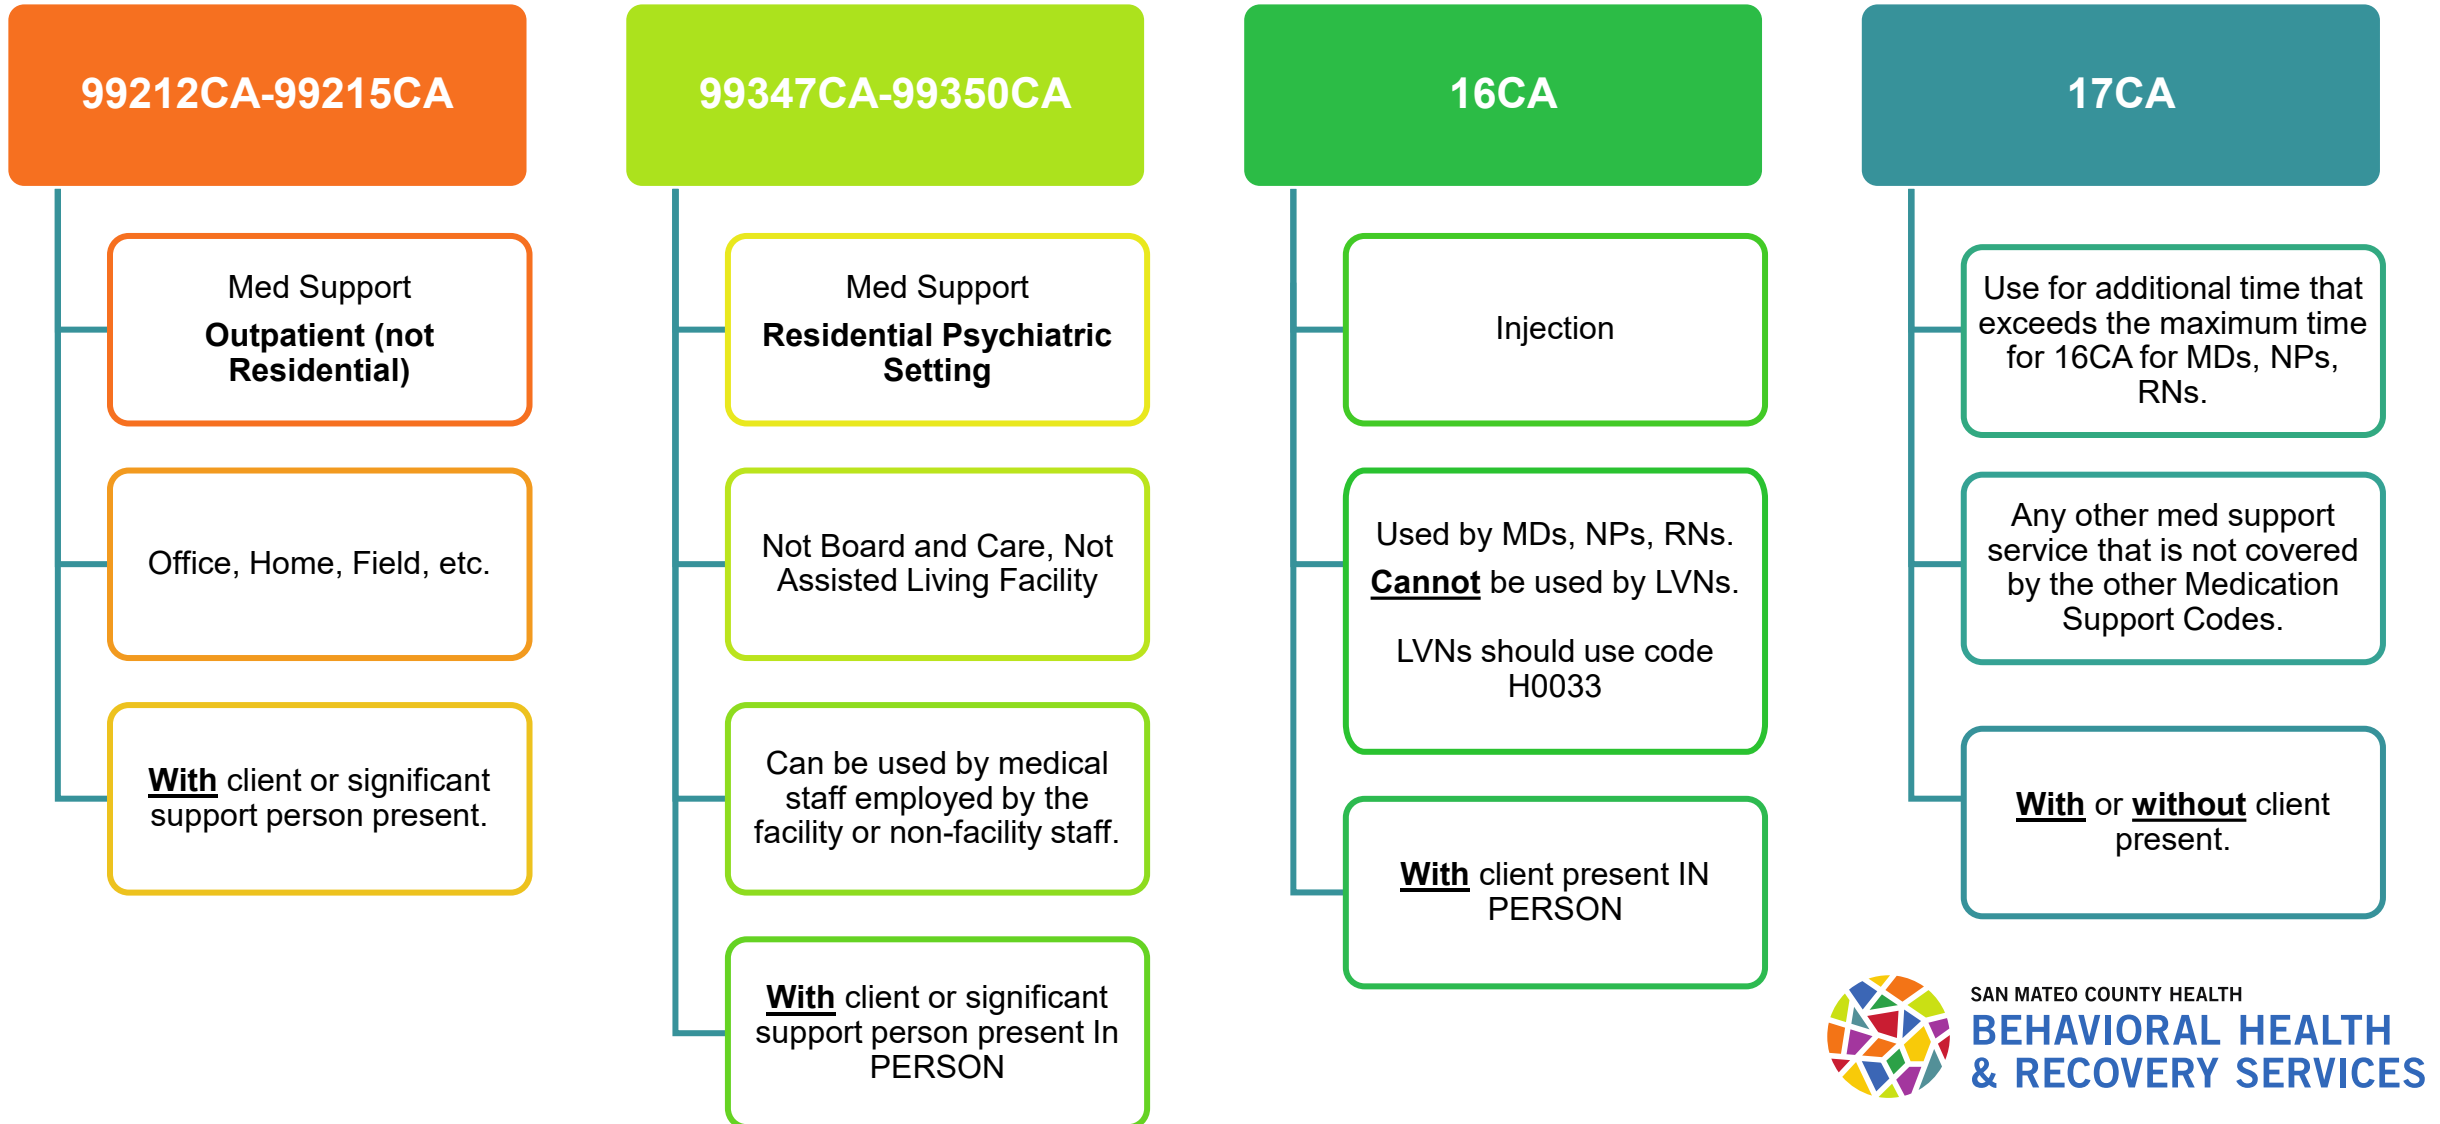 99212CA-99215CA
Med Support
Outpatient (not
Residential)
Office, Home, Field, etc.
With client or significant
support person present.
99347CA-99350CA
Med Support
Residential Psychiatric
Setting
Not Board and Care, Not
Assisted Living Facility
Can be used by medical
staff employed by the
facility or non-facility staff.
With client or significant
support person present In
PERSON
16CA
Injection
Used by MDs, NPs, RNs.
Cannot be used by LVNs.
LVNs should use code
H0033
With client present IN
PERSON
17CA
Use for additional time that
exceeds the maximum time
for 16CA for MDs, NPs,
RNs.
Any other med support
service that is not covered
by the other Medication
Support Codes.
With or without client
present.
SAN MATEO COUNTY HEALTH
BEHAVIORAL HEALTH
& RECOVERY SERVICES